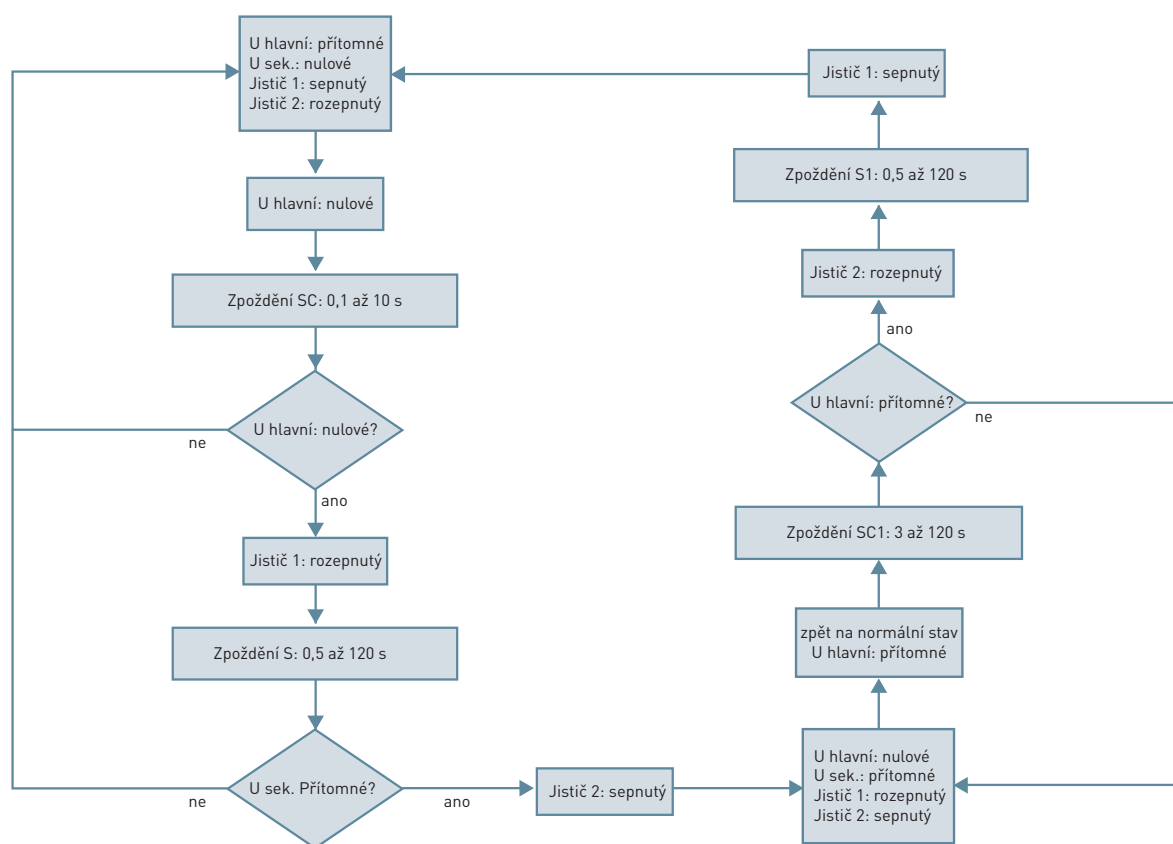 U hlavní: přítomné
U sek.: nulové
Jistič 1: sepnutý
Jistič 2: rozepnutý
U hlavní: nulové
Zpoždění SC: 0,1 až 10 s
U hlavní: nulové?
ne
ano
Jistič 1: rozepnutý
Zpoždění S: 0,5 až 120 s
U sek. Přítomné?
ne
ano
Jistič 2: sepnutý
U hlavní: nulové
U sek.: přítomné
Jistič 1: rozepnutý
Jistič 2: sepnutý
zpět na normální stav
U hlavní: přítomné
Zpoždění SC1: 3 až 120 s
U hlavní: přítomné?
ne
ano
Jistič 2: rozepnutý
Zpoždění S1: 0,5 až 120 s
Jistič 1: sepnutý